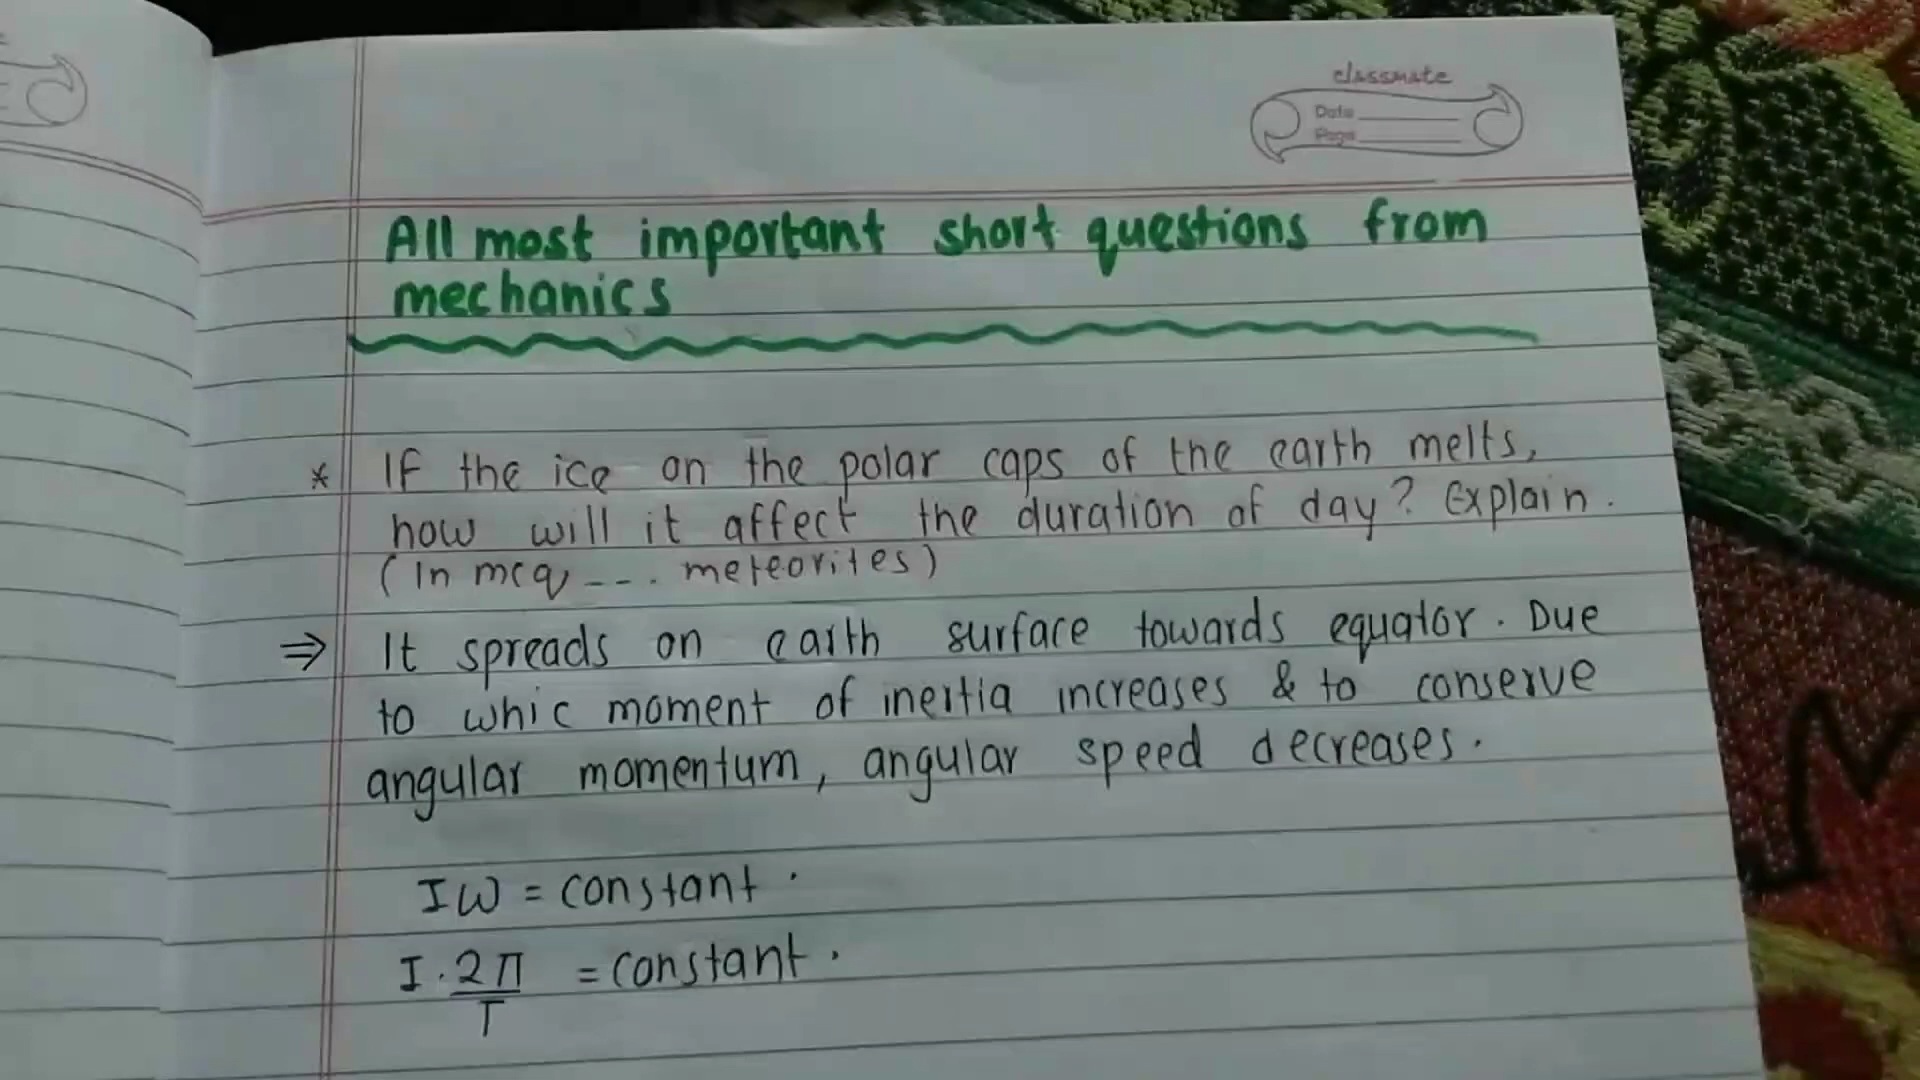 classmate
Date
Page
All most important short questions from
mechanics
* If the ice on the polar caps of the earth melts,
how will it affect the duration of day? Explain.
(In mcq --- . meteorites)
⇒ It spreads on earth surface towards equator. Due
to whic moment of inertia increases & to conserve
angular momentum, angular speed decreases.
Iω = constant.
I . 2π/T = constant.